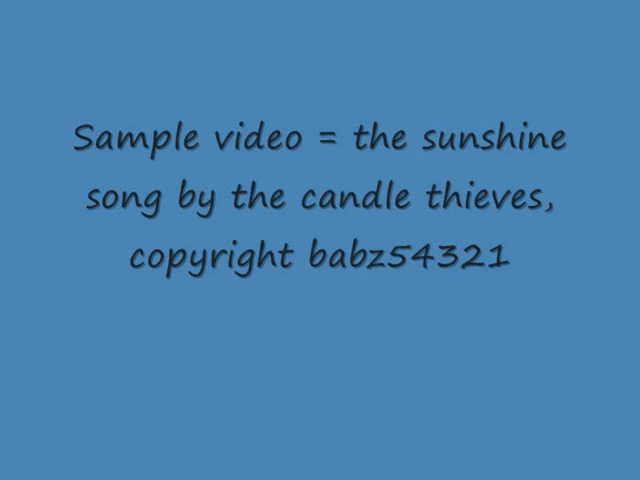 Sample video = the sunshine
song by the candle thieves,
copyright babz54321